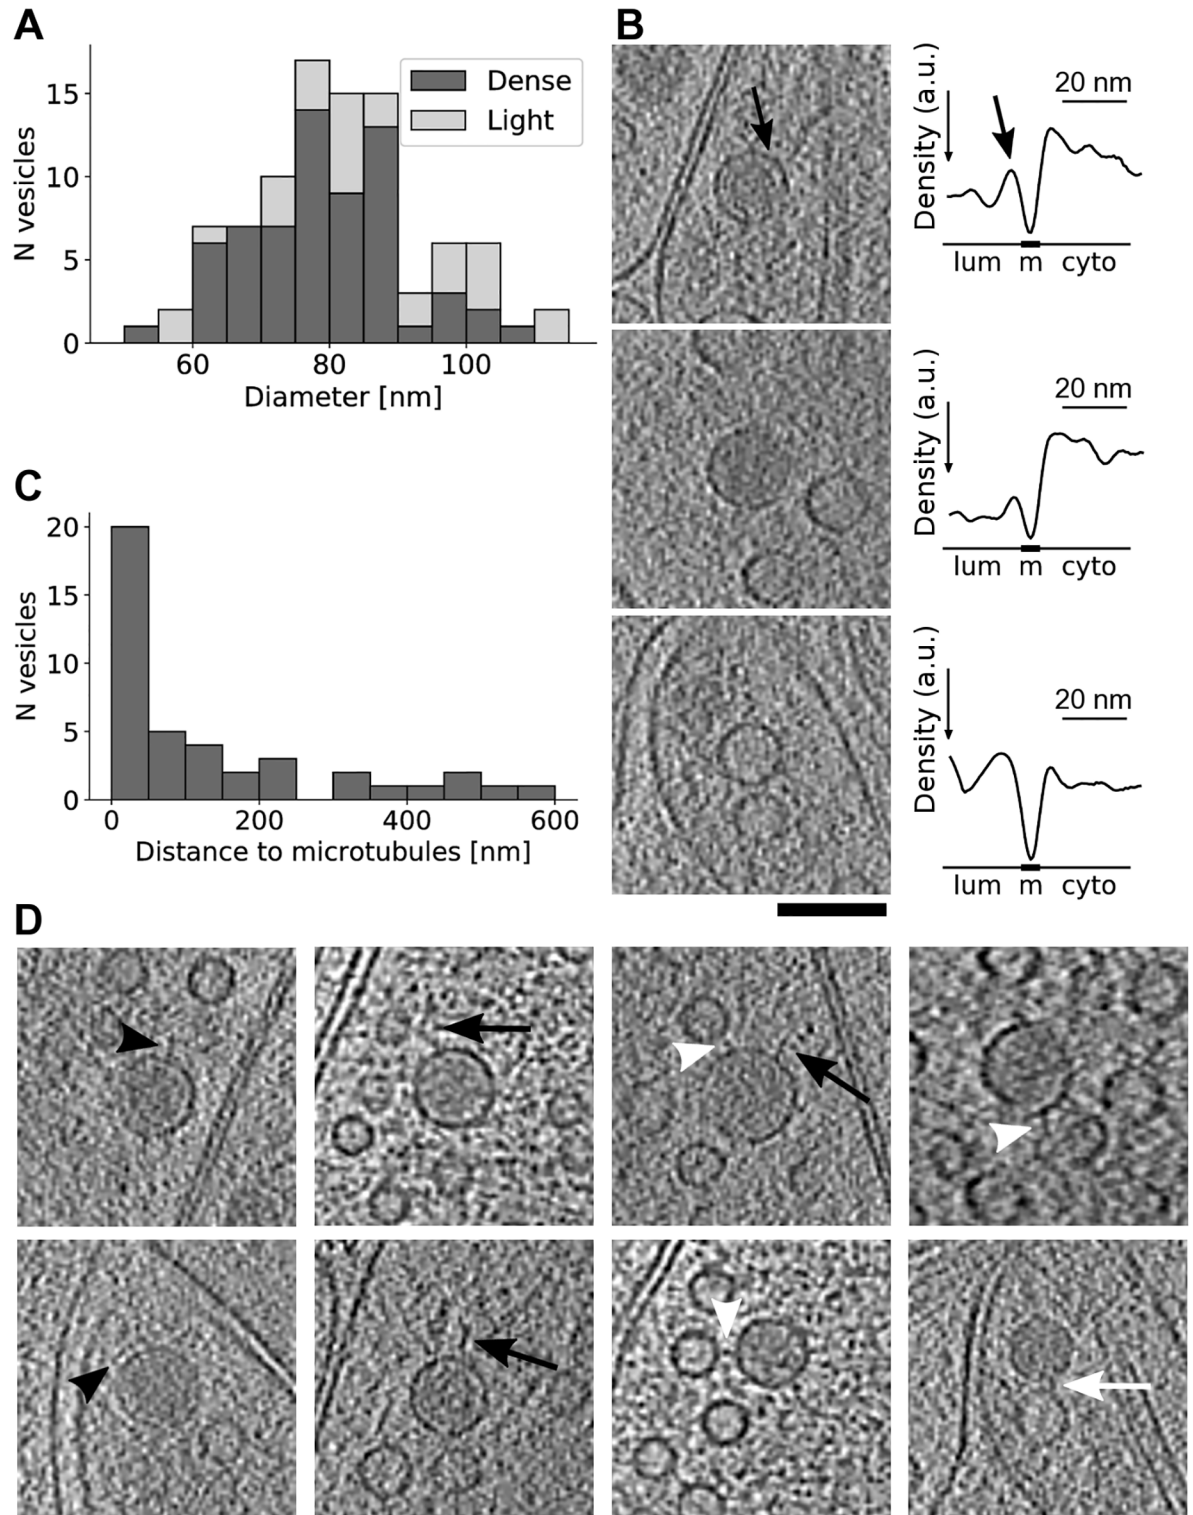 A
N vesicles
15
10
5
0
60 80 100
Diameter [nm]
Dense
Light
B
Density (a.u.)
20 nm
lum m cyto
Density (a.u.)
20 nm
lum m cyto
Density (a.u.)
20 nm
lum m cyto
C
N vesicles
20
15
10
5
0
0 200 400 600
Distance to microtubules [nm]
D